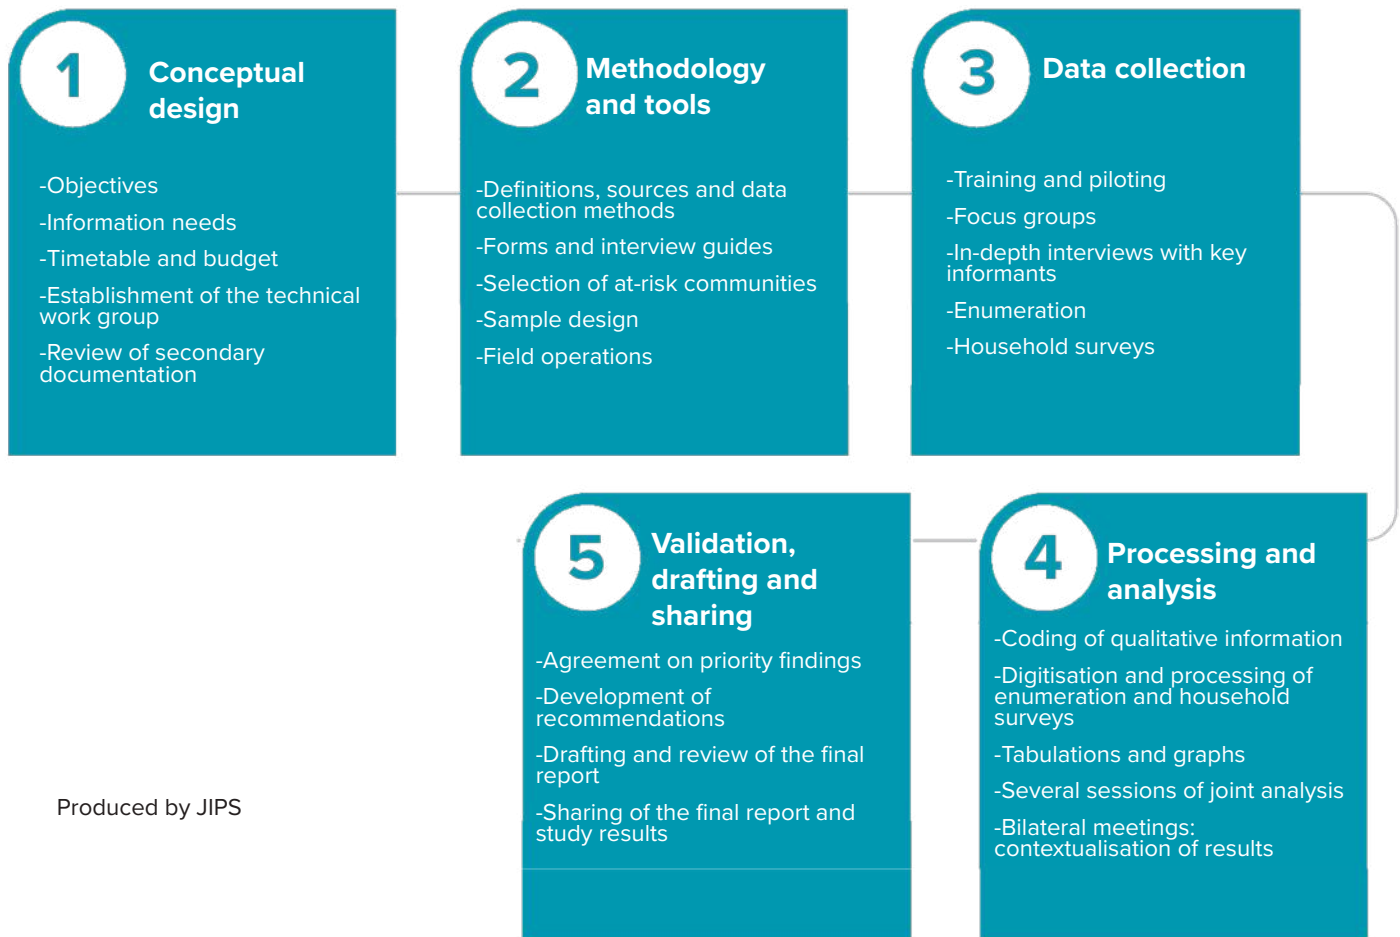 1
Conceptual
design
-Objectives
-Information needs
-Timetable and budget
-Establishment of the technical
work group
-Review of secondary
documentation
2
Methodology
and tools
-Definitions, sources and data
collection methods
-Forms and interview guides
-Selection of at-risk communities
-Sample design
-Field operations
3
Data collection
-Training and piloting
-Focus groups
-In-depth interviews with key
informants
-Enumeration
-Household surveys
4
Processing and
analysis
-Coding of qualitative information
-Digitisation and processing of
enumeration and household
surveys
-Tabulations and graphs
-Several sessions of joint analysis
-Bilateral meetings:
contextualisation of results
5
Validation,
drafting and
sharing
-Agreement on priority findings
-Development of
recommendations
-Drafting and review of the final
report
-Sharing of the final report and
study results
Produced by JIPS